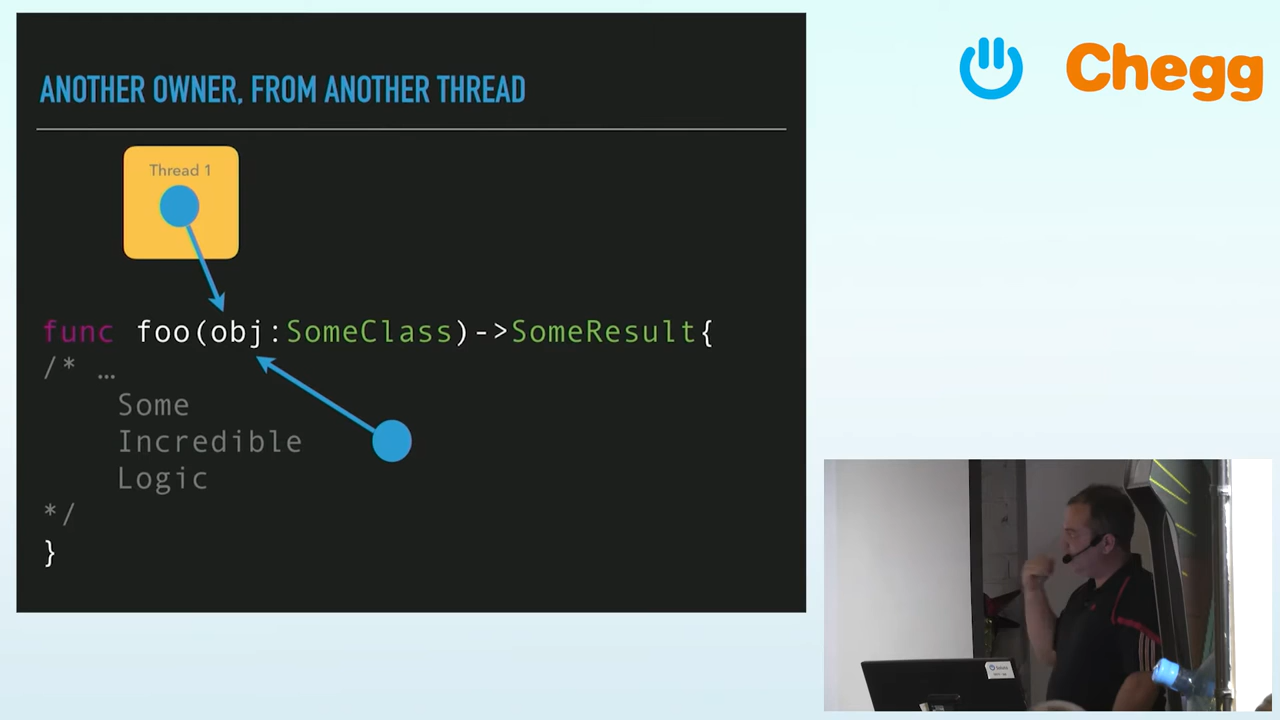 ANOTHER OWNER, FROM ANOTHER THREAD
Chegg
Thread 1
func foo(obj:SomeClass)->SomeResult{
/* …
Some
Incredible
Logic
*/
}